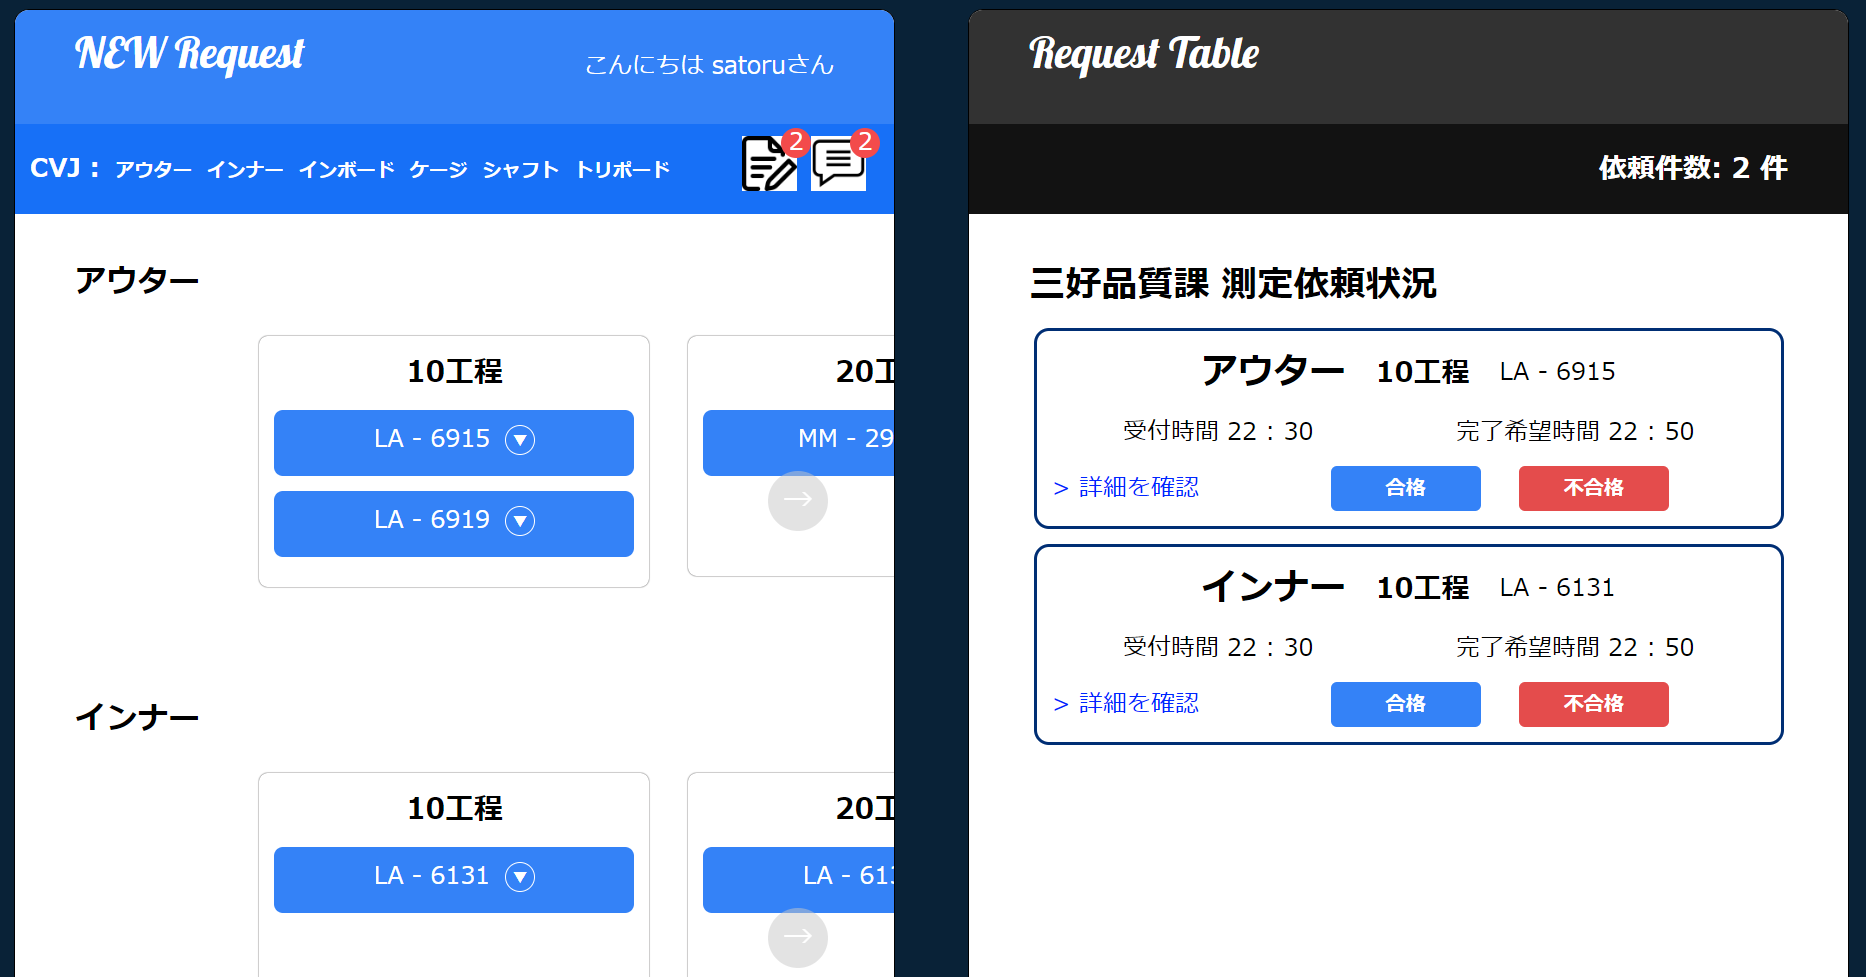 NEW Request
こんにちは satoruさん
CVJ : アウター インナー インボード ケージ シャフト トリポード
2
2
アウター
10工程
LA - 6915 ▼
LA - 6919 ▼
20工
MM - 29
→
インナー
10工程
LA - 6131 ▼
20工
LA - 613
→
Request Table
依頼件数: 2 件
三好品質課 測定依頼状況
アウター 10工程 LA - 6915
受付時間 22 : 30 完了希望時間 22 : 50
> 詳細を確認 合格 不合格
インナー 10工程 LA - 6131
受付時間 22 : 30 完了希望時間 22 : 50
> 詳細を確認 合格 不合格